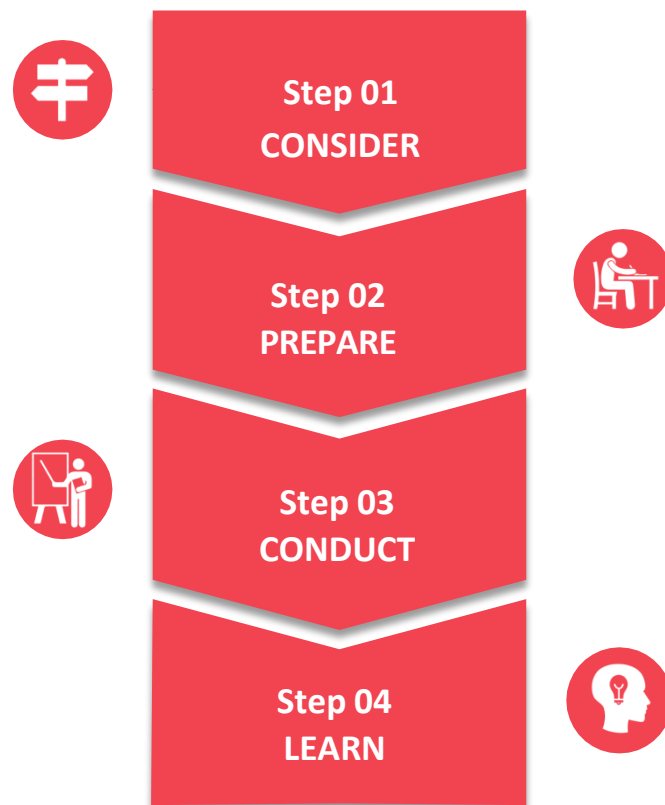 Step 01
CONSIDER
Step 02
PREPARE
Step 03
CONDUCT
Step 04
LEARN